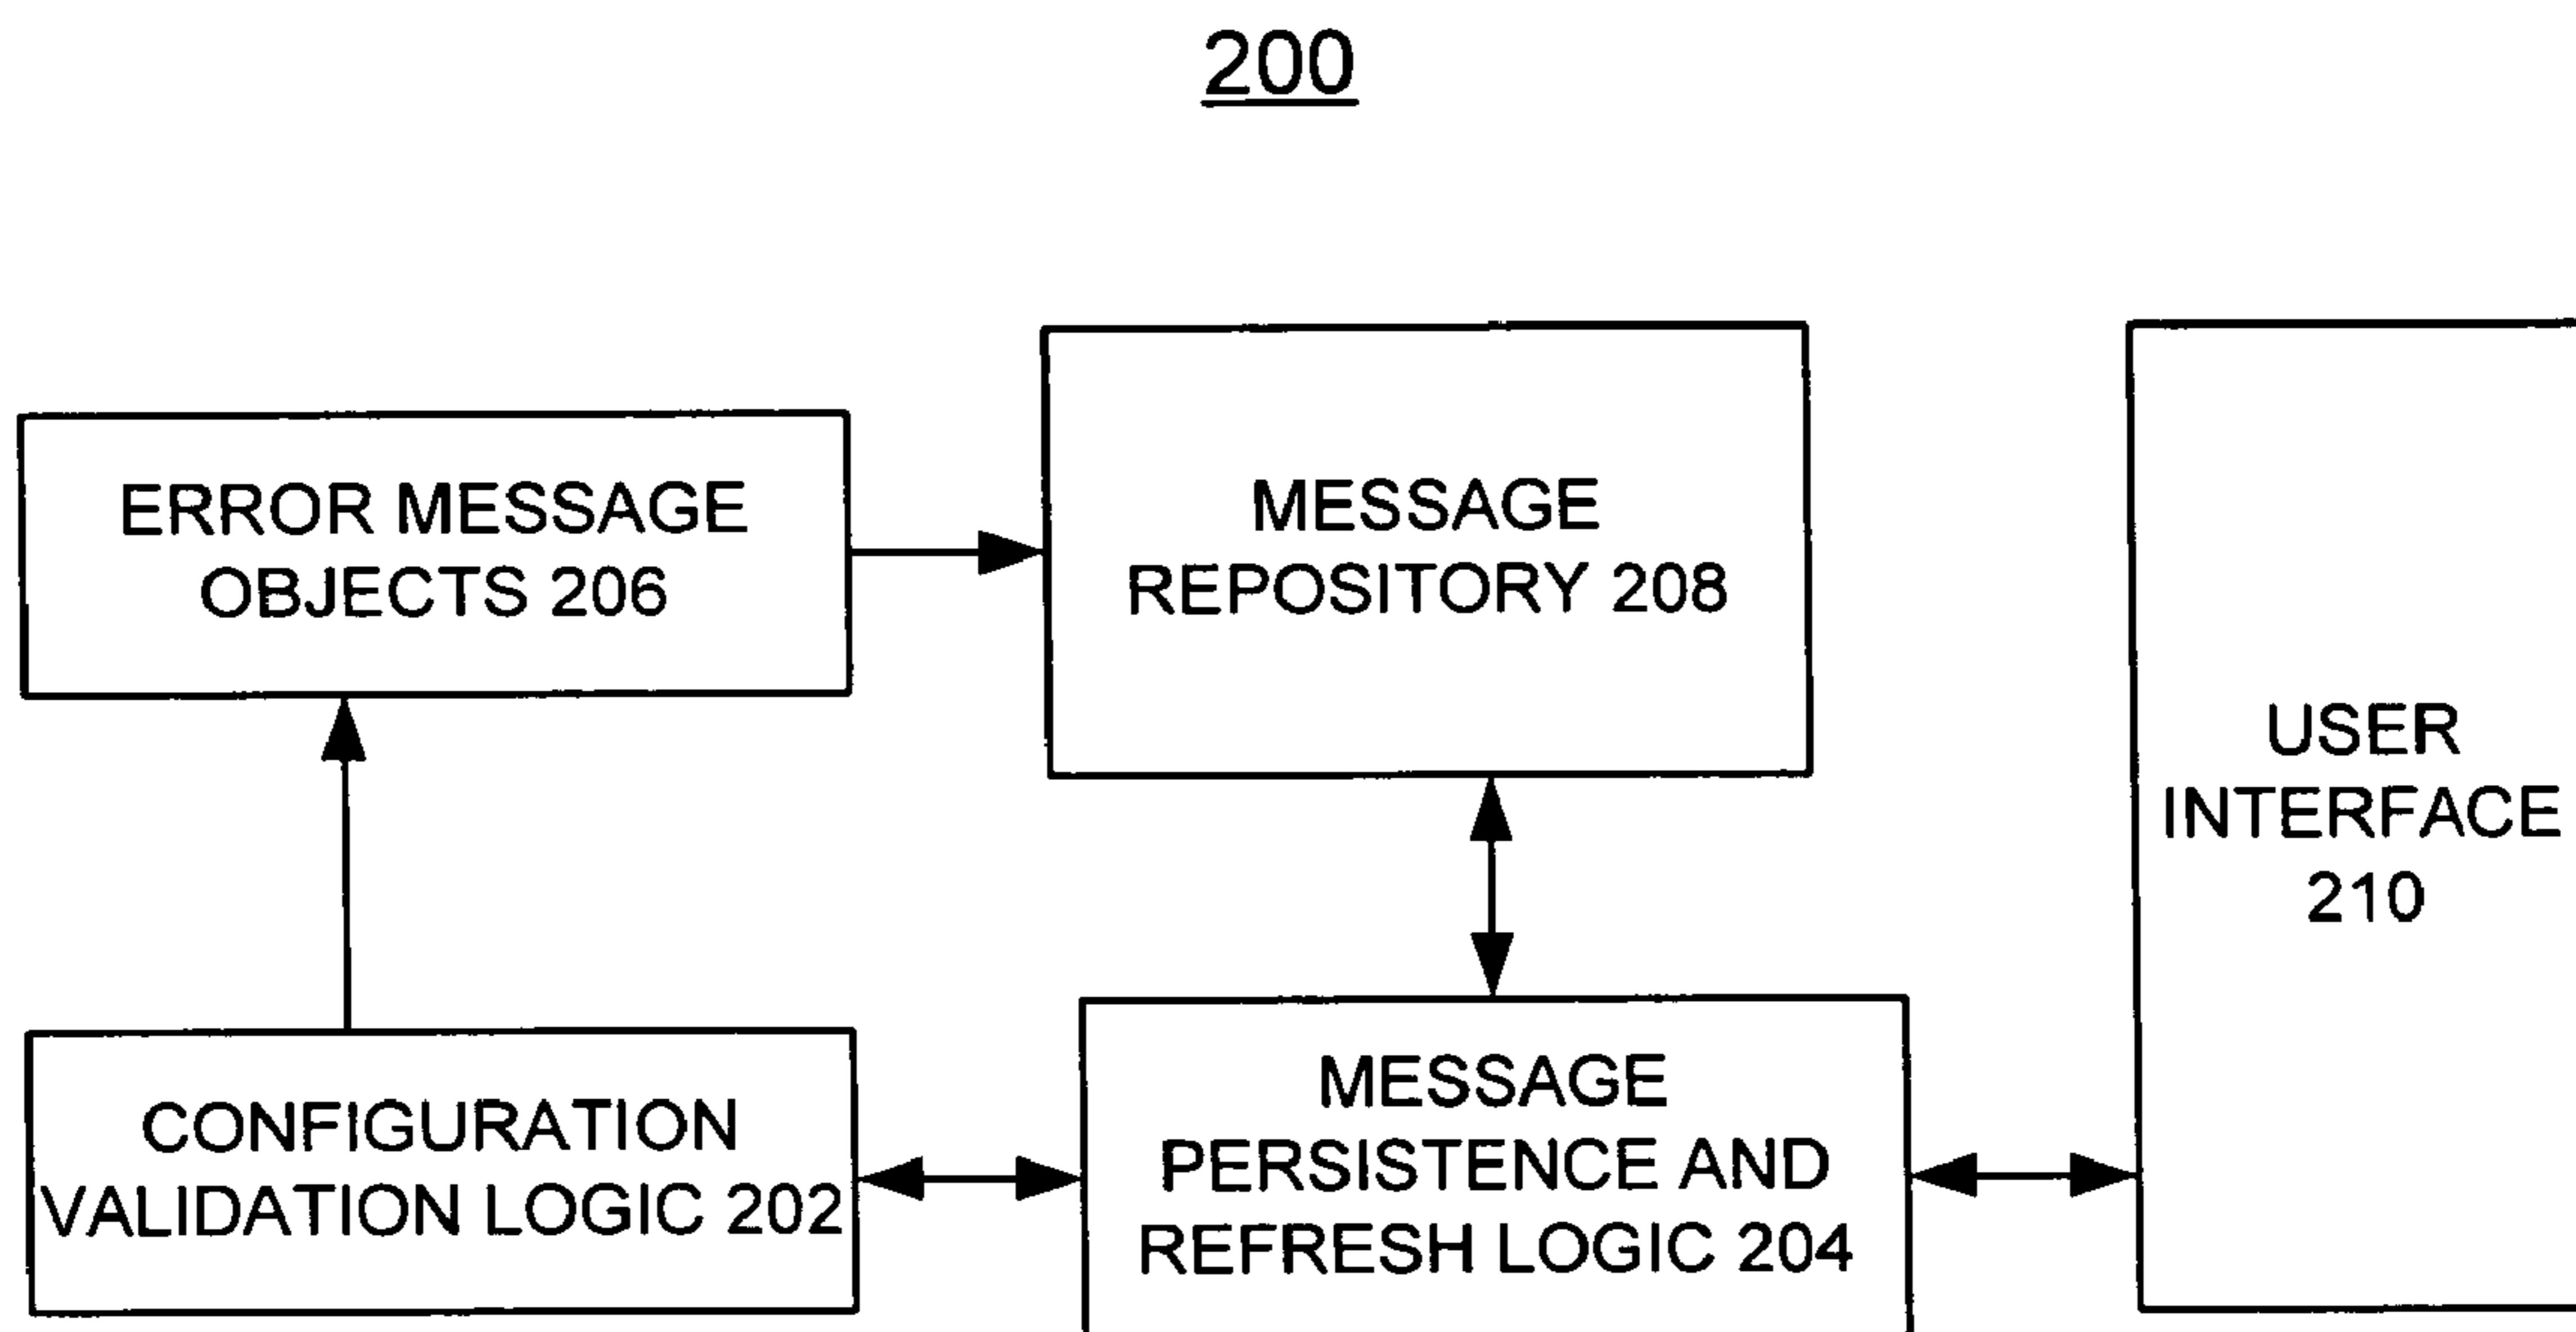 200
ERROR MESSAGE
OBJECTS 206
MESSAGE
REPOSITORY 208
USER
INTERFACE
210
CONFIGURATION
VALIDATION LOGIC 202
MESSAGE
PERSISTENCE AND
REFRESH LOGIC 204